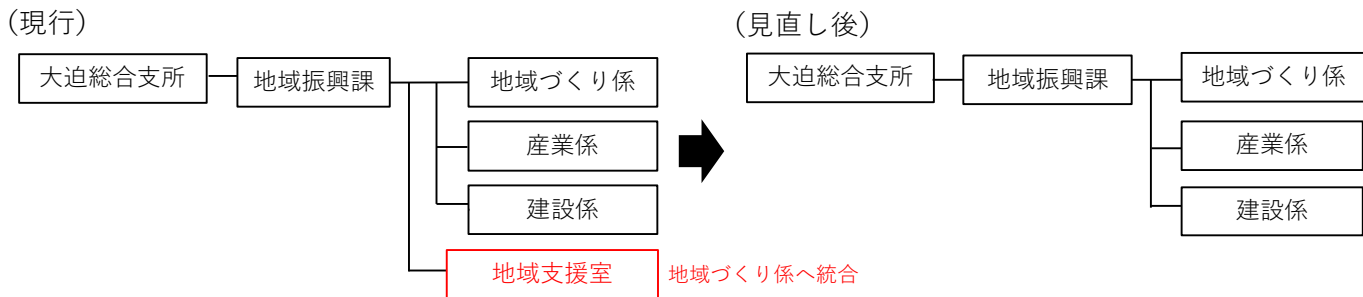 (現行)
大迫総合支所
地域振興課
地域づくり係
産業係
建設係
地域支援室
地域づくり係へ統合
(見直し後)
大迫総合支所
地域振興課
地域づくり係
産業係
建設係